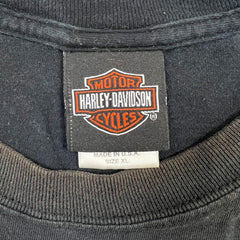 MOTOR
HARLEY-DAVIDSON
CYCLES
®
MADE IN U.S.A.
SIZE XL